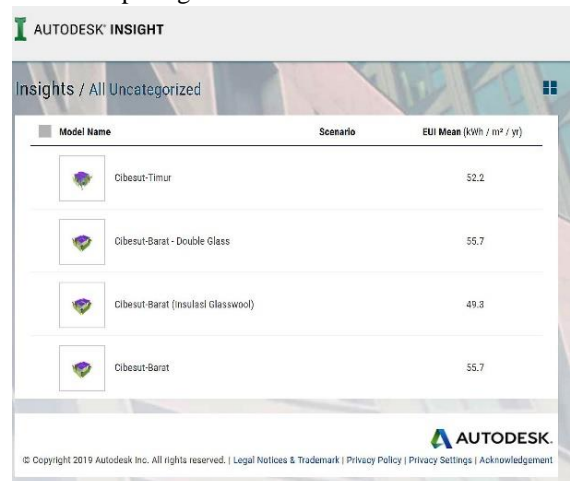 AUTODESK® INSIGHT
Insights / All Uncategorized
Model Name Scenario EUI Mean (kWh / m² / yr)
Cibesut-Timur 52.2
Cibesut-Barat - Double Glass 55.7
Cibesut-Barat (Insulasi Glasswool) 49.3
Cibesut-Barat 55.7
AUTODESK.
© Copyright 2019 Autodesk Inc. All rights reserved. | Legal Notices & Trademark | Privacy Policy | Privacy Settings | Acknowledgement